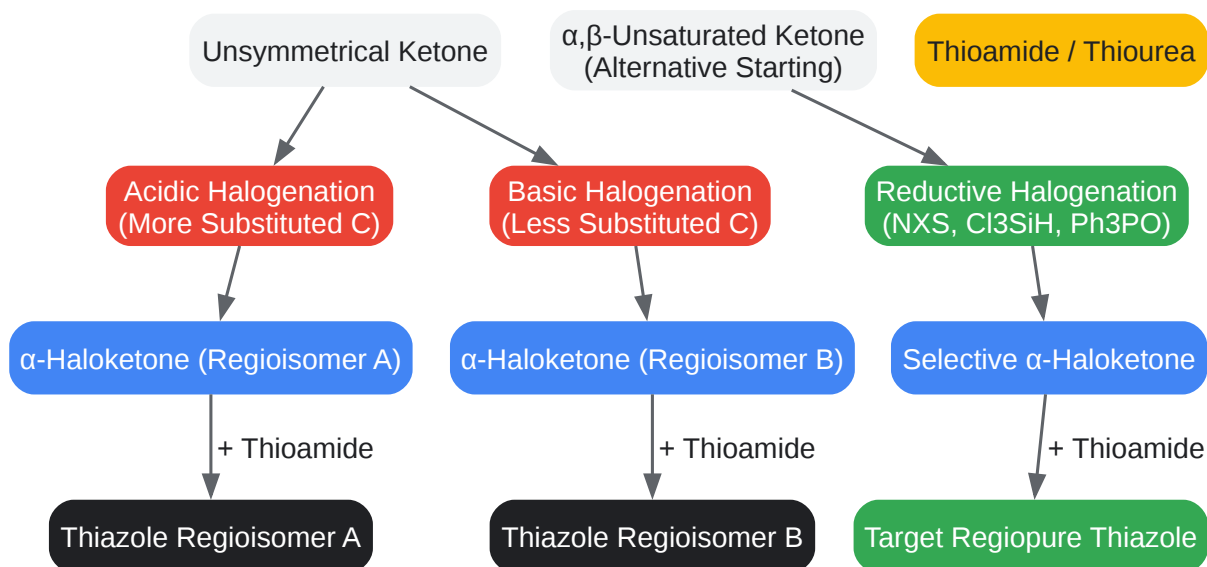 Unsymmetrical Ketone
α,β-Unsaturated Ketone
(Alternative Starting)
Thioamide / Thiourea
Acidic Halogenation
(More Substituted C)
Basic Halogenation
(Less Substituted C)
Reductive Halogenation
(NXS, Cl3SiH, Ph3PO)
α-Haloketone (Regioisomer A)
α-Haloketone (Regioisomer B)
Selective α-Haloketone
+ Thioamide
+ Thioamide
+ Thioamide
Thiazole Regioisomer A
Thiazole Regioisomer B
Target Regiopure Thiazole